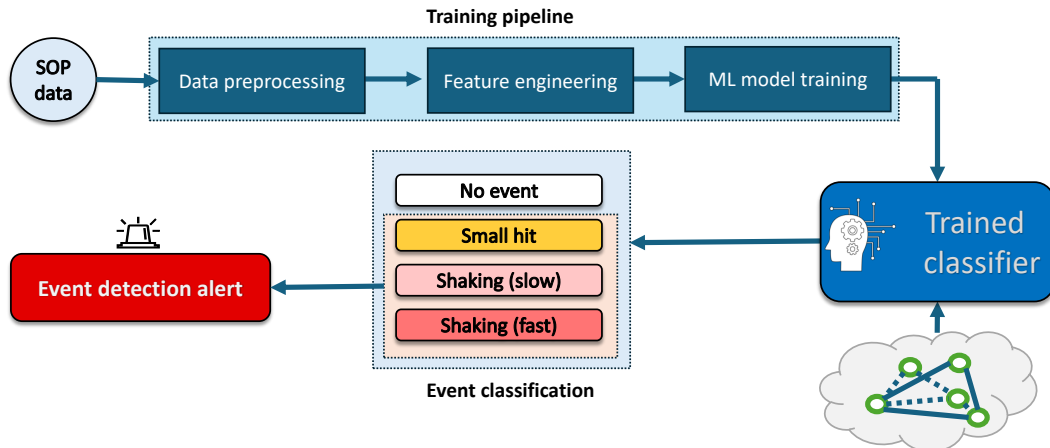 Training pipeline
SOP
data
Data preprocessing
Feature engineering
ML model training
No event
Small hit
Shaking (slow)
Shaking (fast)
Event classification
Event detection alert
Trained
classifier